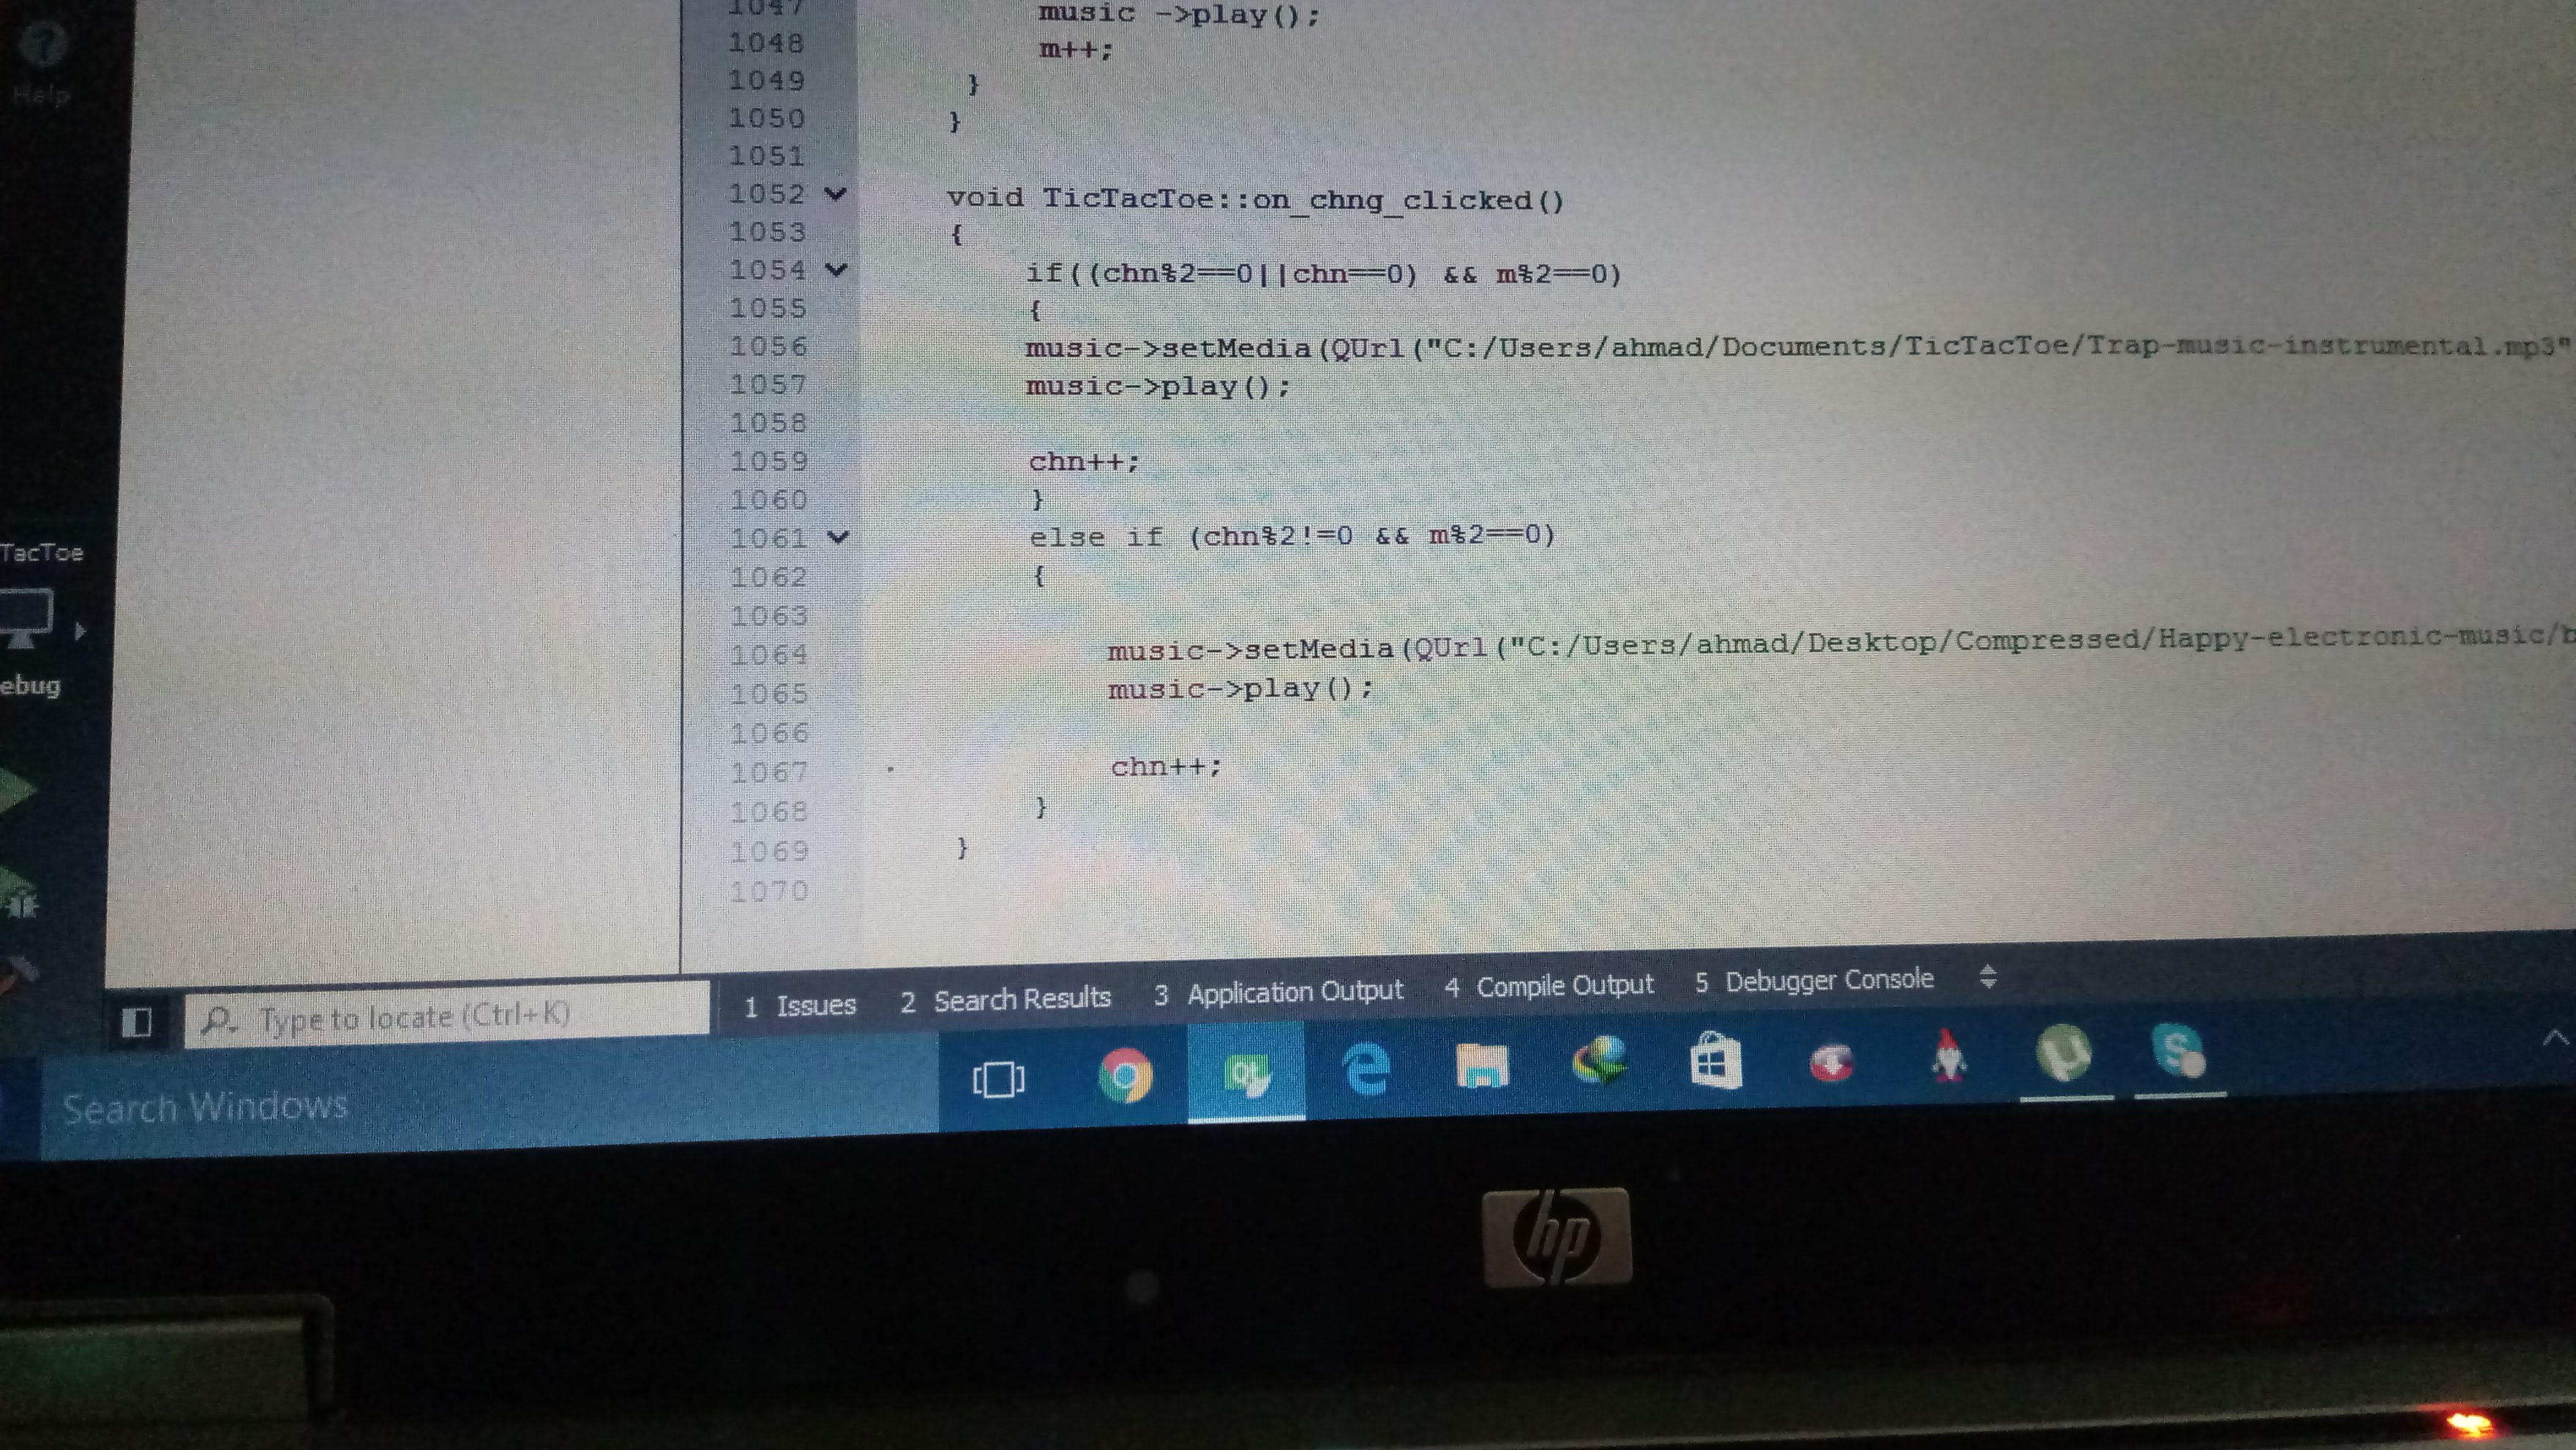 1047 music ->play();
1048 m++;
1049 }
1050 }
1051
1052 void TicTacToe::on_chng_clicked()
1053 {
1054 if((chn%2==0||chn==0) && m%2==0)
1055 {
1056 music->setMedia(QUrl("C:/Users/ahmad/Documents/TicTacToe/Trap-music-instrumental.mp3"
1057 music->play();
1058
1059 chn++;
1060 }
1061 else if (chn%2!=0 && m%2==0)
1062 {
1063
1064 music->setMedia(QUrl("C:/Users/ahmad/Desktop/Compressed/Happy-electronic-music/b
1065 music->play();
1066
1067 chn++;
1068 }
1069 }
1070
Help
TacToe
ebug
Type to locate (Ctrl+K)
1 Issues 2 Search Results 3 Application Output 4 Compile Output 5 Debugger Console
Search Windows
Qt
µ
S
hp